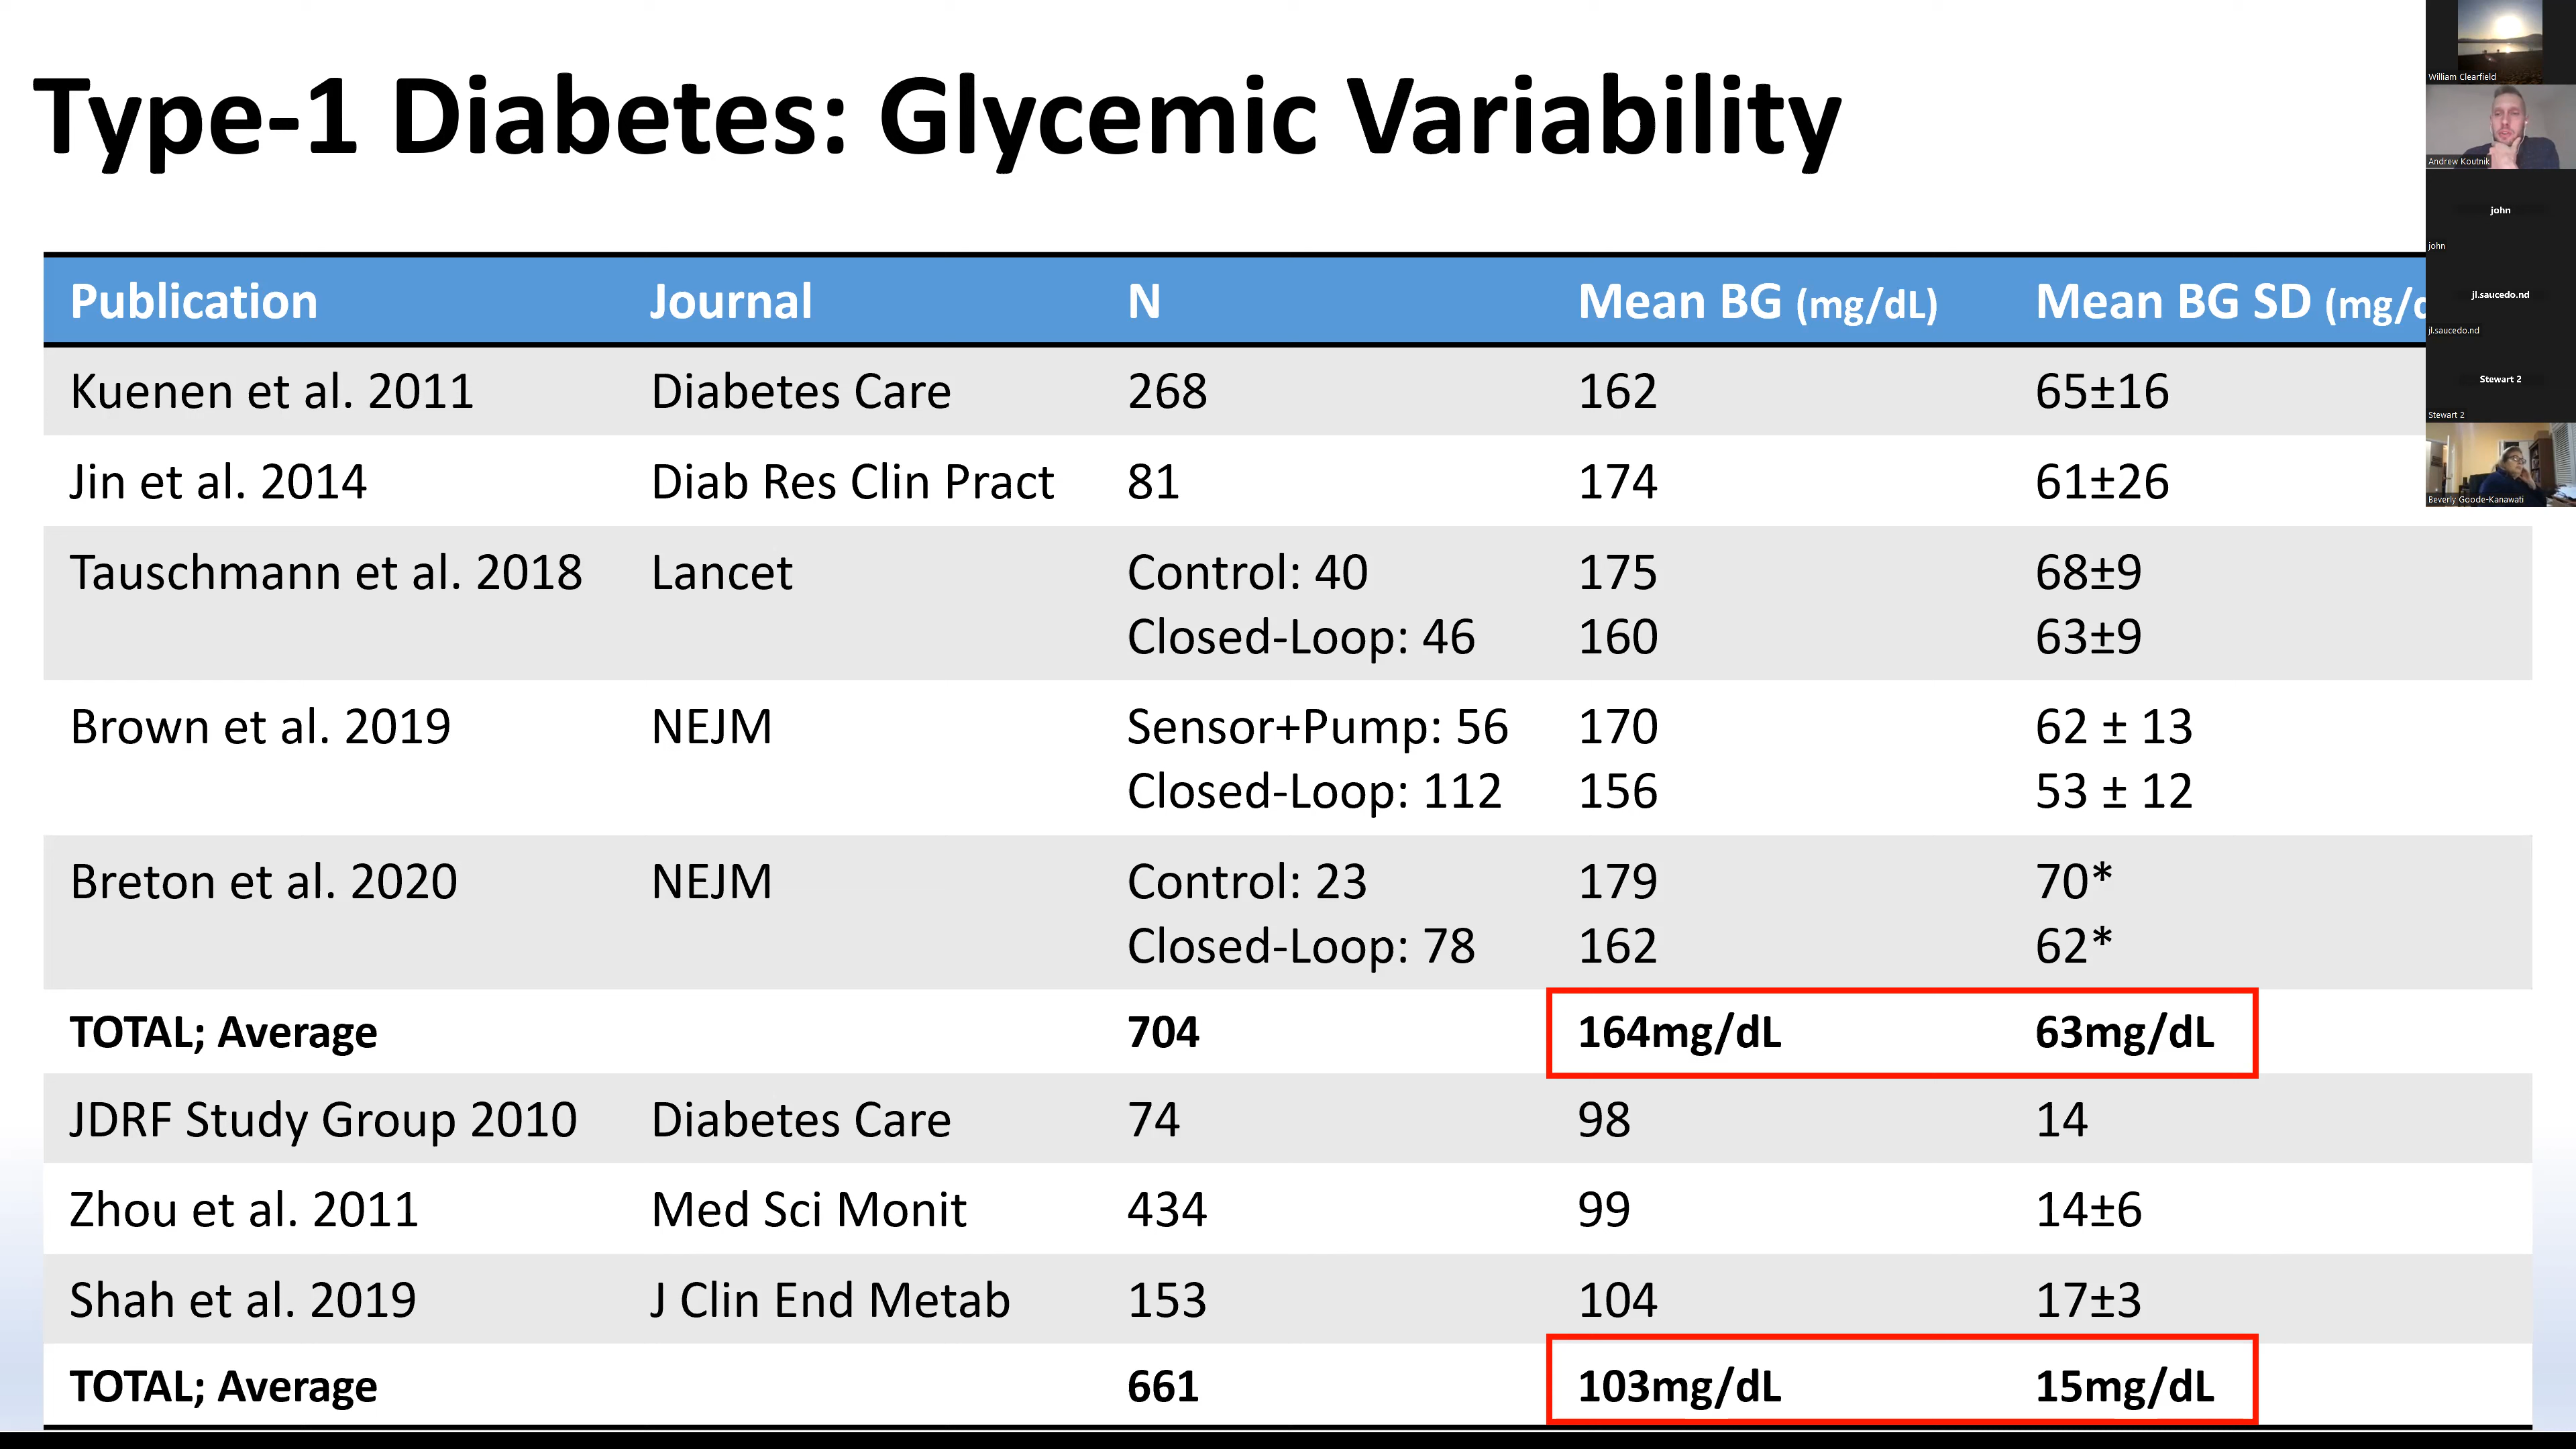 Type-1 Diabetes: Glycemic Variability
Publication Journal N Mean BG (mg/dL) Mean BG SD
Kuenen et al. 2011 Diabetes Care 268 162 65±16
Jin et al. 2014 Diab Res Clin Pract 81 174 61±26
Tauschmann et al. 2018 Lancet Control: 40 175 68±9
Closed-Loop: 46 160 63±9
Brown et al. 2019 NEJM Sensor+Pump: 56 170 62 ± 13
Closed-Loop: 112 156 53 ± 12
Breton et al. 2020 NEJM Control: 23 179 70*
Closed-Loop: 78 162 62*
TOTAL; Average 704 164mg/dL 63mg/dL
JDRF Study Group 2010 Diabetes Care 74 98 14
Zhou et al. 2011 Med Sci Monit 434 99 14±6
Shah et al. 2019 J Clin End Metab 153 104 17±3
TOTAL; Average 661 103mg/dL 15mg/dL
William Clearfield
Andrew Koutnik
john
john
jl.saucedo.nd
jl.saucedo.nd
Stewart 2
Stewart 2
Beverly Goode-Kanawati